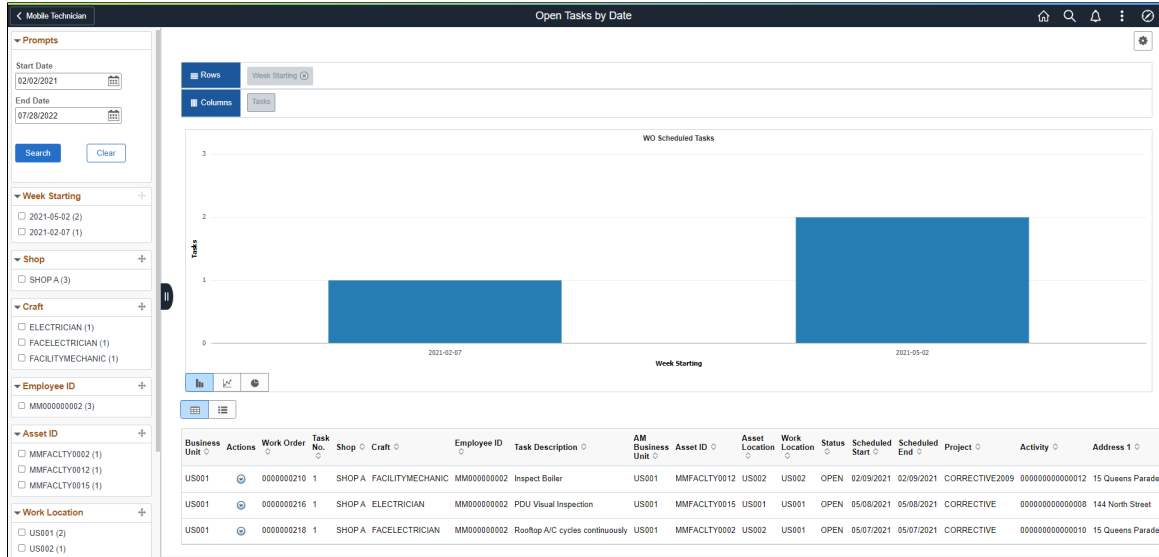 Mobile Technician
Open Tasks by Date
Prompts
Start Date
02/02/2021
End Date
07/28/2022
Search Clear
Week Starting
2021-05-02 (2)
2021-02-07 (1)
Shop
SHOP A (3)
Craft
ELECTRICIAN (1)
FACELECTRICIAN (1)
FACILITYMECHANIC (1)
Employee ID
MM000000002 (3)
Asset ID
MMFACLTY0002 (1)
MMFACLTY0012 (1)
MMFACLTY0015 (1)
Work Location
US001 (2)
US002 (1)
Rows Week Starting
Columns Tasks
WO Scheduled Tasks
3
2
1
0
Tasks
2021-02-07 2021-05-02
Week Starting
Business Unit Actions Work Order Task No. Shop Craft Employee ID Task Description AM Business Unit Asset ID Asset Location Work Location Status Scheduled Start Scheduled End Project Activity Address 1
US001 0000000210 1 SHOP A FACILITYMECHANIC MM000000002 Inspect Boiler US001 MMFACLTY0012 US002 US002 OPEN 02/09/2021 02/09/2021 CORRECTIVE2009 000000000000012 15 Queens Parade
US001 0000000216 1 SHOP A ELECTRICIAN MM000000002 PDU Visual Inspection US001 MMFACLTY0015 US001 US001 OPEN 05/08/2021 05/08/2021 CORRECTIVE 000000000000008 144 North Street
US001 0000000218 1 SHOP A FACELECTRICIAN MM000000002 Rooftop A/C cycles continuously US001 MMFACLTY0002 US002 US001 OPEN 05/07/2021 05/07/2021 CORRECTIVE 000000000000010 15 Queens Parade